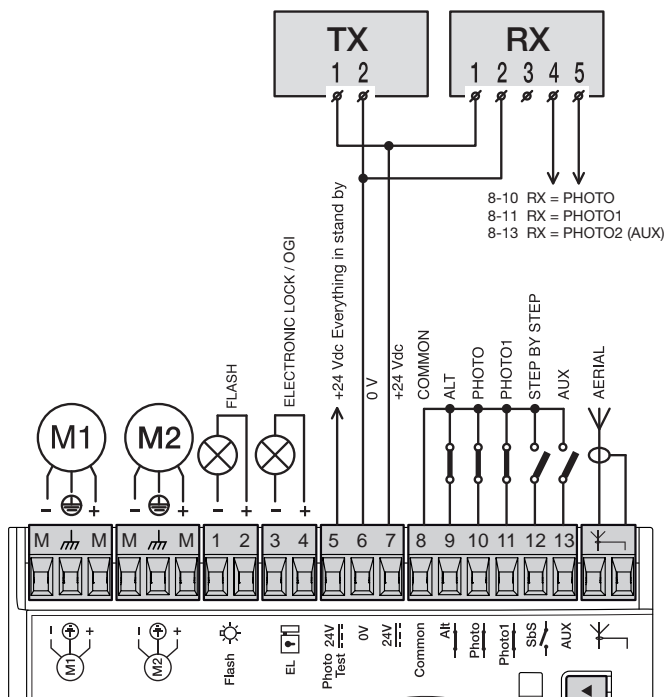 TX
RX
1 2
1 2 3 4 5
8-10 RX = PHOTO
8-11 RX = PHOTO1
8-13 RX = PHOTO2 (AUX)
FLASH
ELECTRONIC LOCK / OGI
+24 Vdc Everything in stand by
0 V
+24 Vdc
COMMON
ALT
PHOTO
PHOTO1
STEP BY STEP
AUX
AERIAL
M1
M2
- +
- +
- +
- +
M M M M 1 2 3 4 5 6 7 8 9 10 11 12 13
- +
M1
- +
M2
Flash
EL
Photo 24V
Test
0V
24V
Common
Alt
Photo
Photo1
SbS
AUX